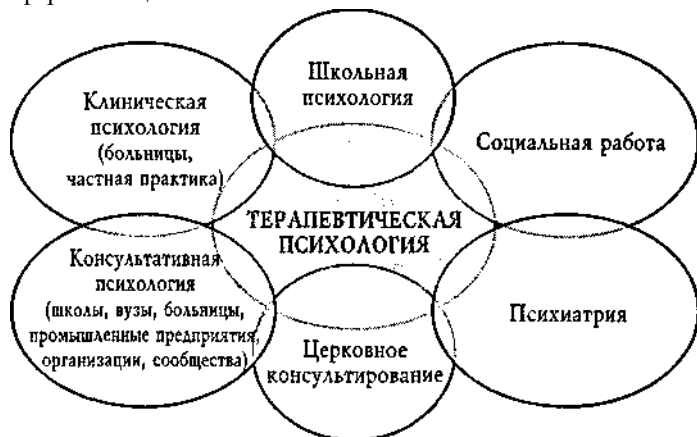 Школьная
психология
Клиническая
психология
(больницы,
частная практика)
Социальная работа
ТЕРАПЕВТИЧЕСКАЯ
ПСИХОЛОГИЯ
Консультативная
психология
(школы, вузы, больницы,
промышленные предприятия,
организации, сообщества)
Психиатрия
Церковное
консультирование